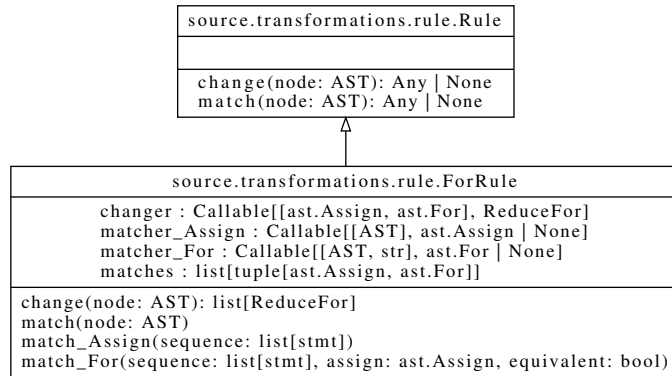 source.transformations.rule.Rule
change(node: AST): Any | None
match(node: AST): Any | None
source.transformations.rule.ForRule
changer : Callable[[ast.Assign, ast.For], ReduceFor]
matcher_Assign : Callable[[AST], ast.Assign | None]
matcher_For : Callable[[AST, str], ast.For | None]
matches : list[tuple[ast.Assign, ast.For]]
change(node: AST): list[ReduceFor]
match(node: AST)
match_Assign(sequence: list[stmt])
match_For(sequence: list[stmt], assign: ast.Assign, equivalent: bool)